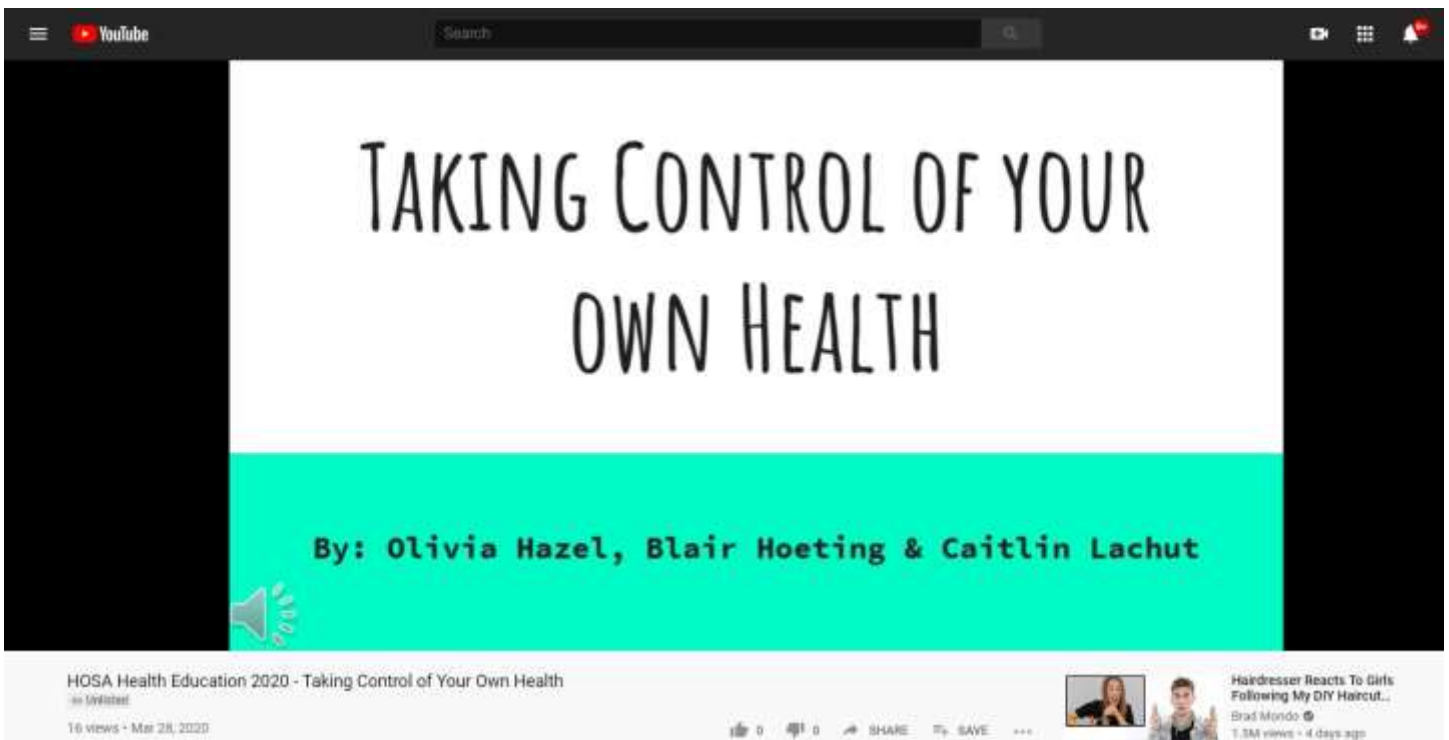 YouTube
Search
TAKING CONTROL OF YOUR
OWN HEALTH
By: Olivia Hazel, Blair Hoeting & Caitlin Lachut
HOSA Health Education 2020 - Taking Control of Your Own Health
Unlisted
16 views • Mar 28, 2020
0 0 SHARE SAVE
Hairdresser Reacts To Girls
Following My DIY Haircut...
Brad Mondo
1.5M views • 4 days ago